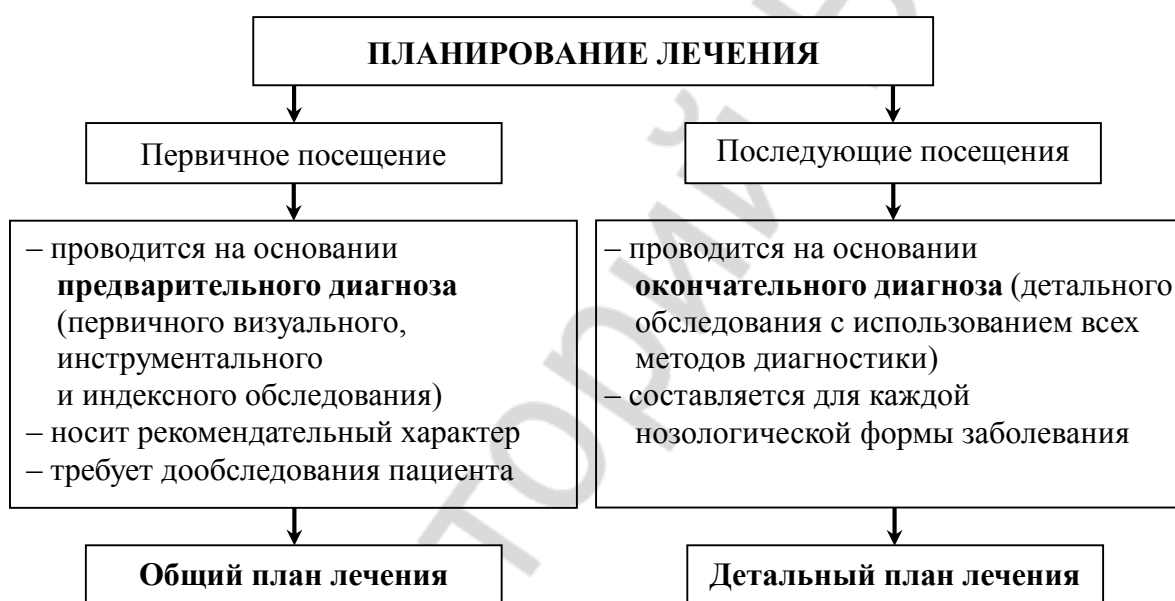 ПЛАНИРОВАНИЕ ЛЕЧЕНИЯ
Первичное посещение
– проводится на основании
предварительного диагноза
(первичного визуального,
инструментального
и индексного обследования)
– носит рекомендательный характер
– требует дообследования пациента
Общий план лечения
Последующие посещения
– проводится на основании
окончательного диагноза (детального
обследования с использованием всех
методов диагностики)
– составляется для каждой
нозологической формы заболевания
Детальный план лечения
торий